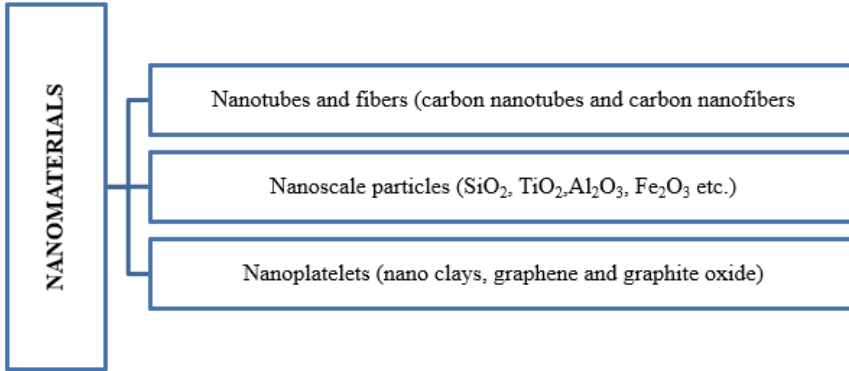 NANOMATERIALS
Nanotubes and fibers (carbon nanotubes and carbon nanofibers
Nanoscale particles (SiO₂, TiO₂,Al₂O₃, Fe₂O₃ etc.)
Nanoplatelets (nano clays, graphene and graphite oxide)